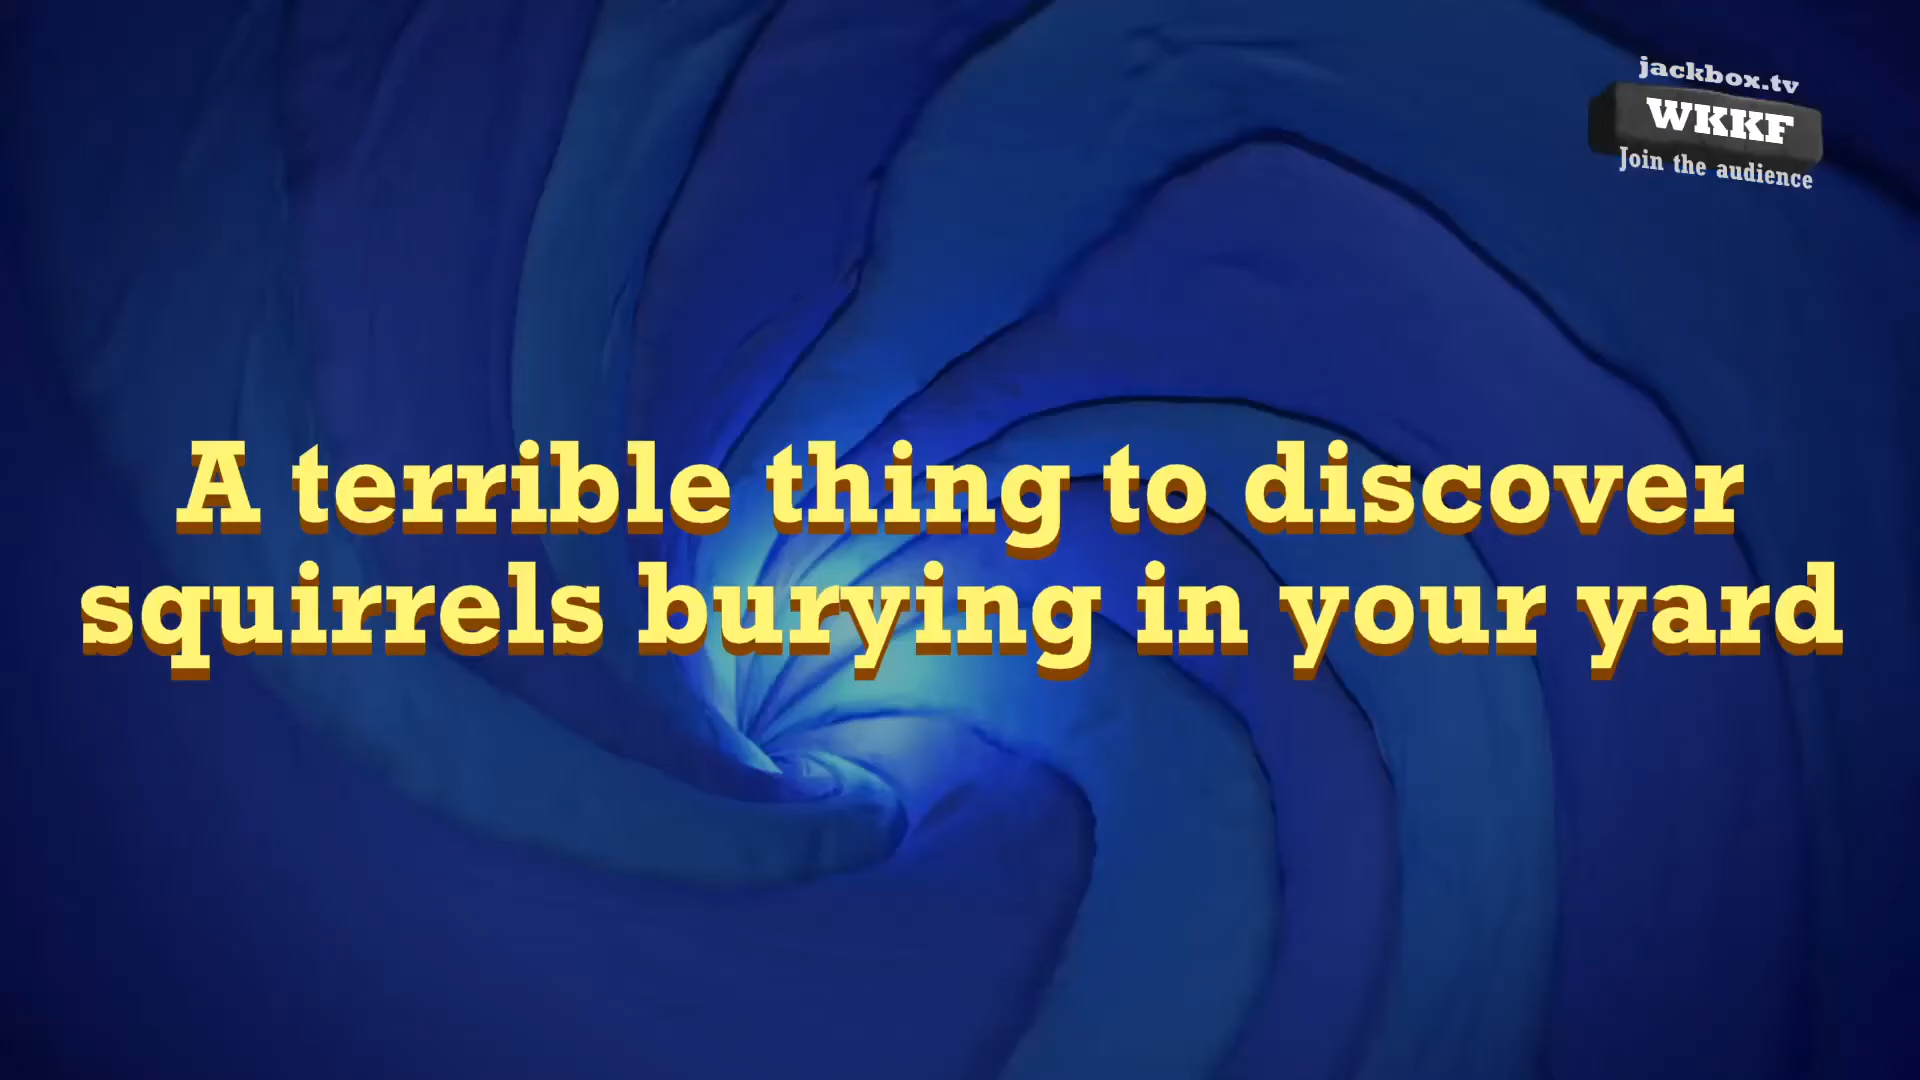 jackbox.tv
WKKF
Join the audience
A terrible thing to discover
squirrels burying in your yard